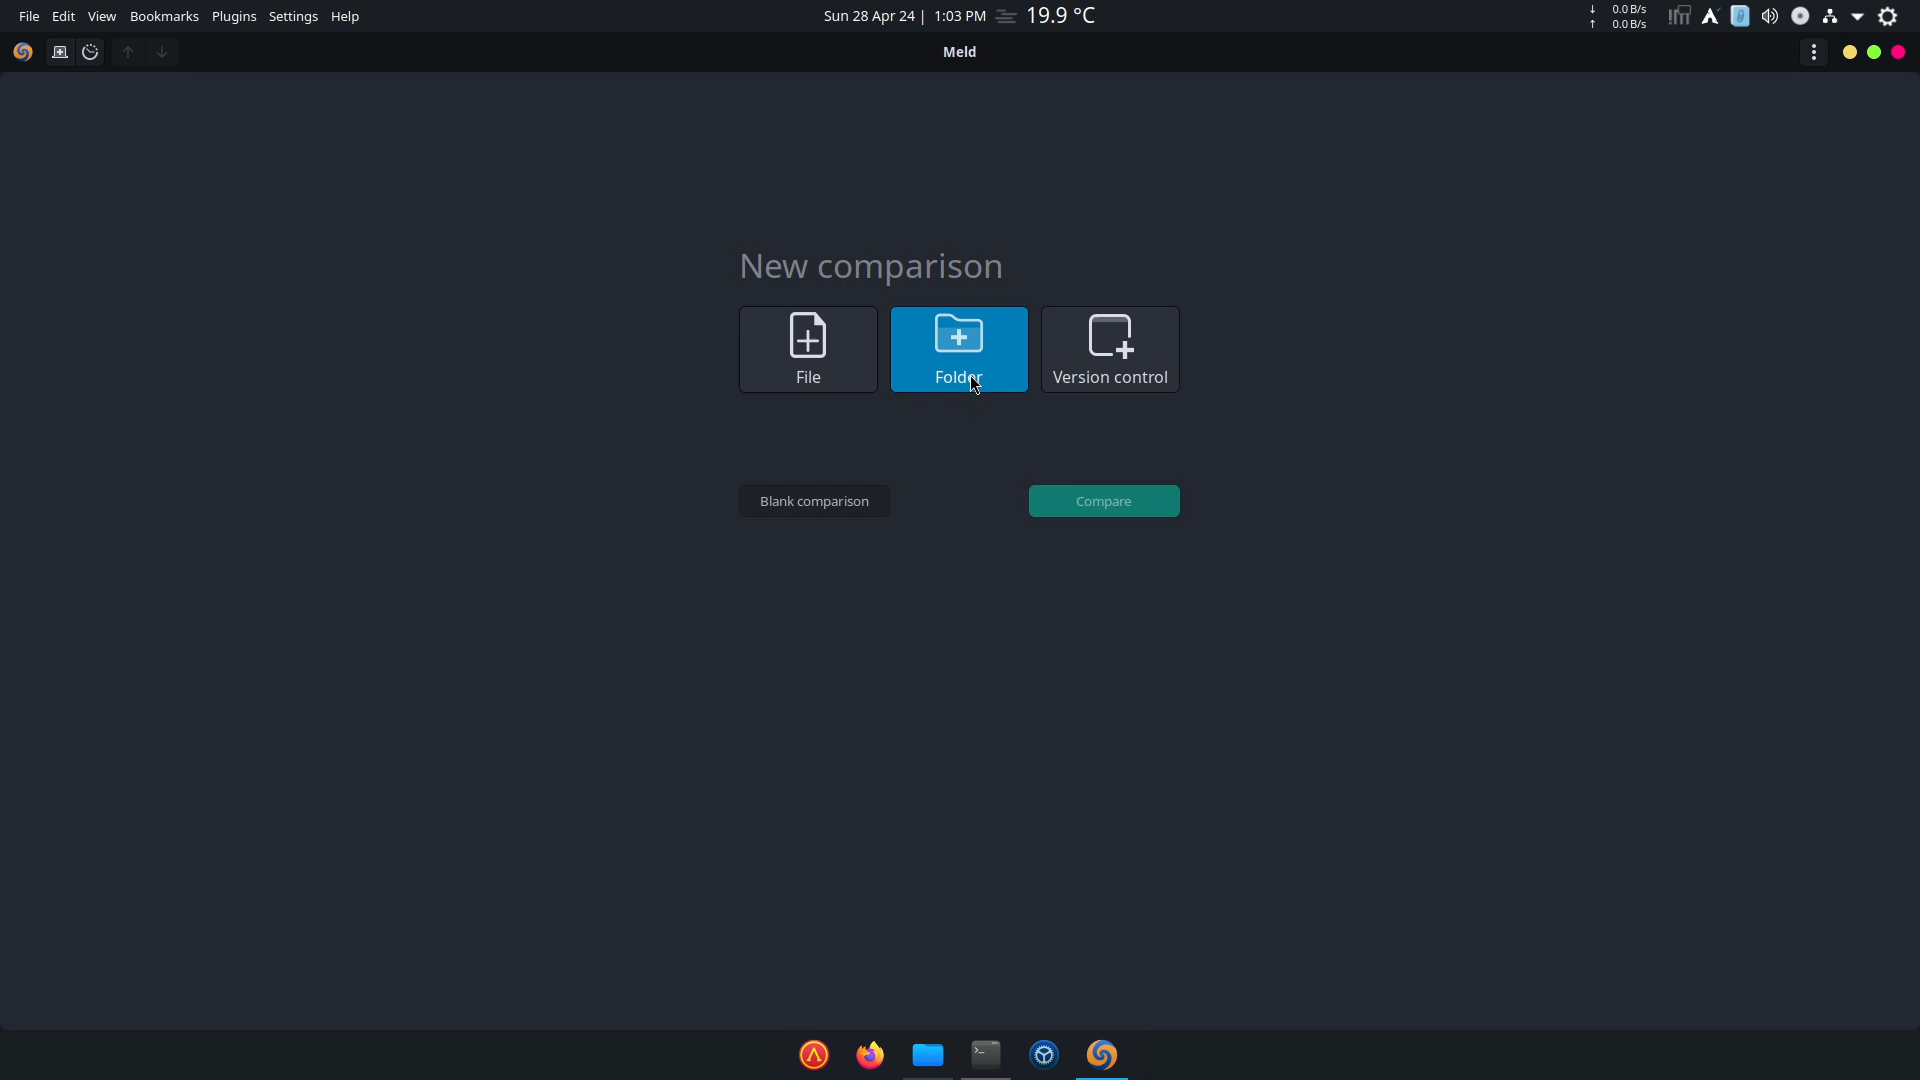 File Edit View Bookmarks Plugins Settings Help
Sun 28 Apr 24 | 1:03 PM 19.9 °C
↓ 0.0 B/s
↑ 0.0 B/s
Meld
New comparison
File Folder Version control
Blank comparison Compare